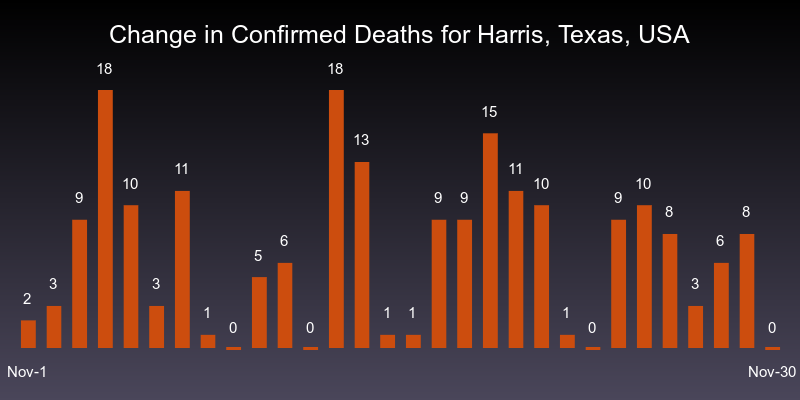 Change in Confirmed Deaths for Harris, Texas, USA
2 3 9 18 10 3 11 1 0 5 6 0 18 13 1 1 9 9 15 11 10 1 0 9 10 8 3 6 8 0
Nov-1 Nov-30